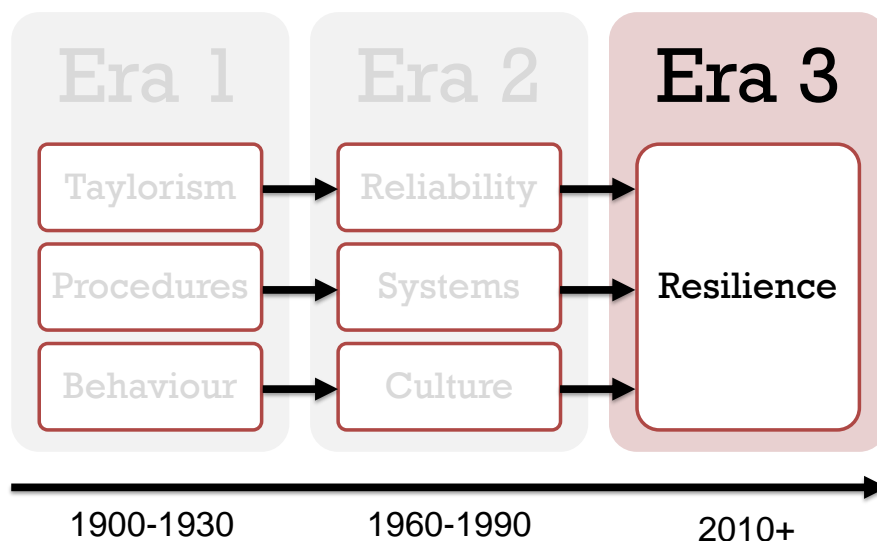 Era 1
Era 2
Era 3
Taylorism
Reliability
Procedures
Systems
Resilience
Behaviour
Culture
1900-1930
1960-1990
2010+